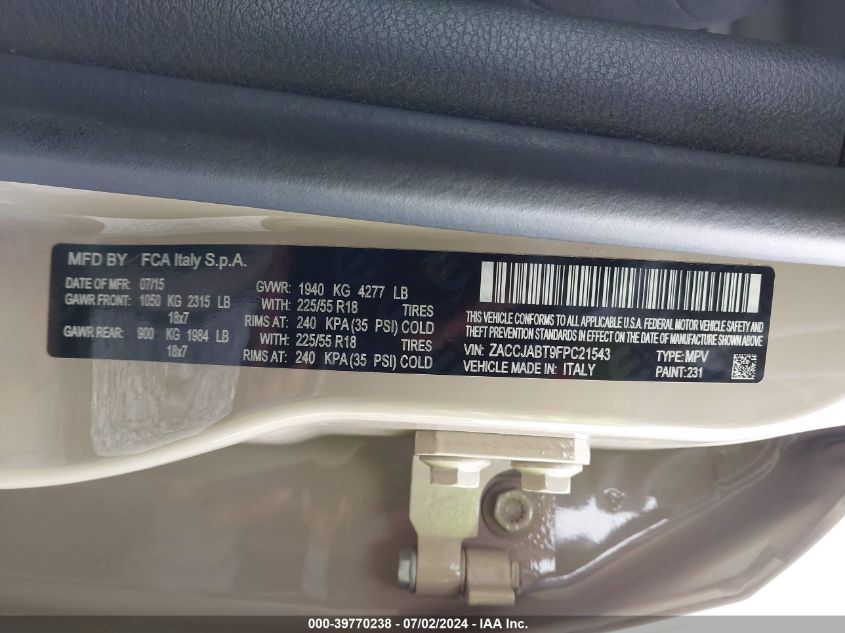 MFD BY FCA Italy S.p.A.
DATE OF MFR: 07/15 GVWR: 1940 KG 4277 LB
GAWR FRONT: 1050 KG 2315 LB WITH: 225/55 R18 TIRES
18x7 RIMS AT: 240 KPA (35 PSI) COLD
GAWR REAR: 900 KG 1984 LB WITH: 225/55 R18 TIRES
18x7 RIMS AT: 240 KPA (35 PSI) COLD
THIS VEHICLE CONFORMS TO ALL APPLICABLE U.S.A. FEDERAL MOTOR VEHICLE SAFETY AND
THEFT PREVENTION STANDARDS IN EFFECT ON THE DATE OF MANUFACTURE SHOWN ABOVE
VIN: ZACCJABT9FPC21543 TYPE: MPV
VEHICLE MADE IN: ITALY PAINT: 231
000-39770238 - 07/02/2024 - IAA Inc.